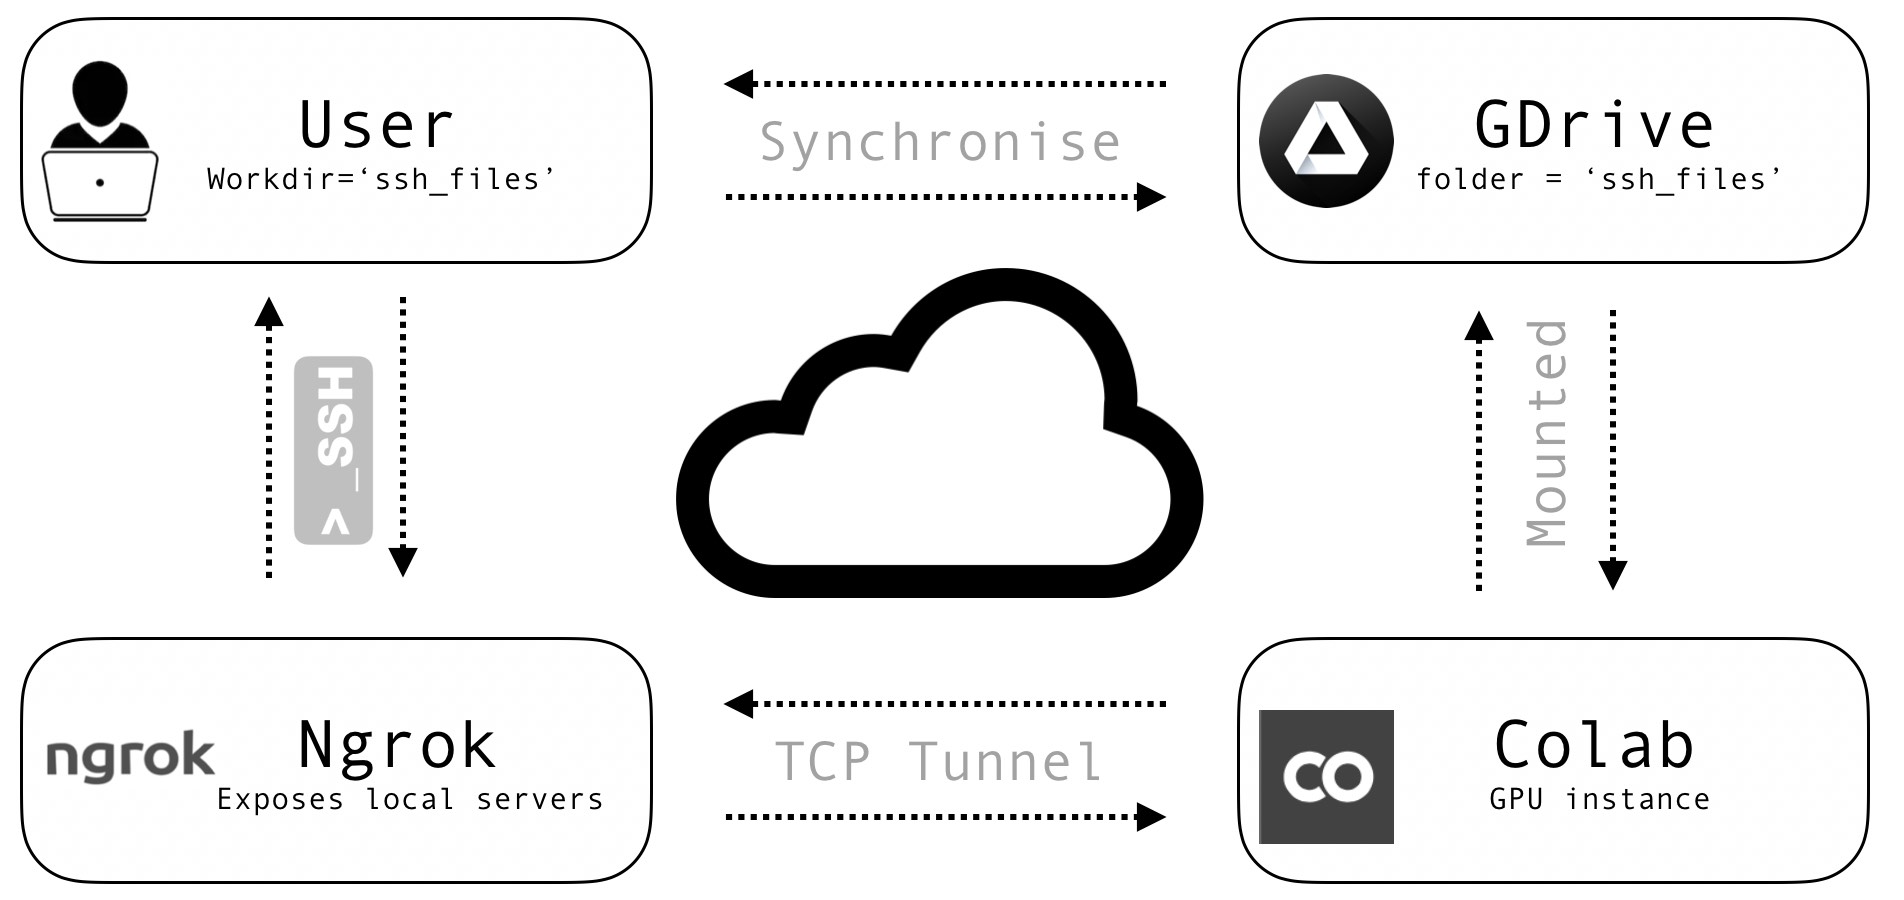 User
Workdir=‘ssh_files’
Synchronise
GDrive
folder = ‘ssh_files’
>_SSH
Mounted
ngrok
Ngrok
Exposes local servers
TCP Tunnel
CO
Colab
GPU instance